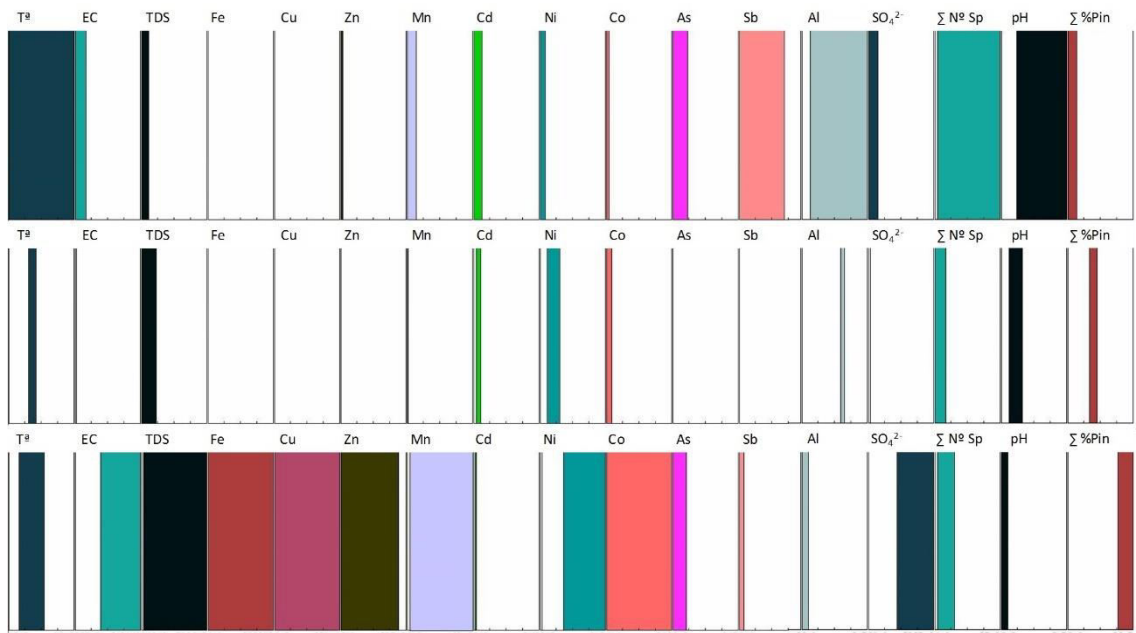 Tª EC TDS Fe Cu Zn Mn Cd Ni Co As Sb Al SO₄²⁻ ∑ Nº Sp pH ∑ %Pin
Tª EC TDS Fe Cu Zn Mn Cd Ni Co As Sb Al SO₄²⁻ ∑ Nº Sp pH ∑ %Pin
Tª EC TDS Fe Cu Zn Mn Cd Ni Co As Sb Al SO₄²⁻ ∑ Nº Sp pH ∑ %Pin